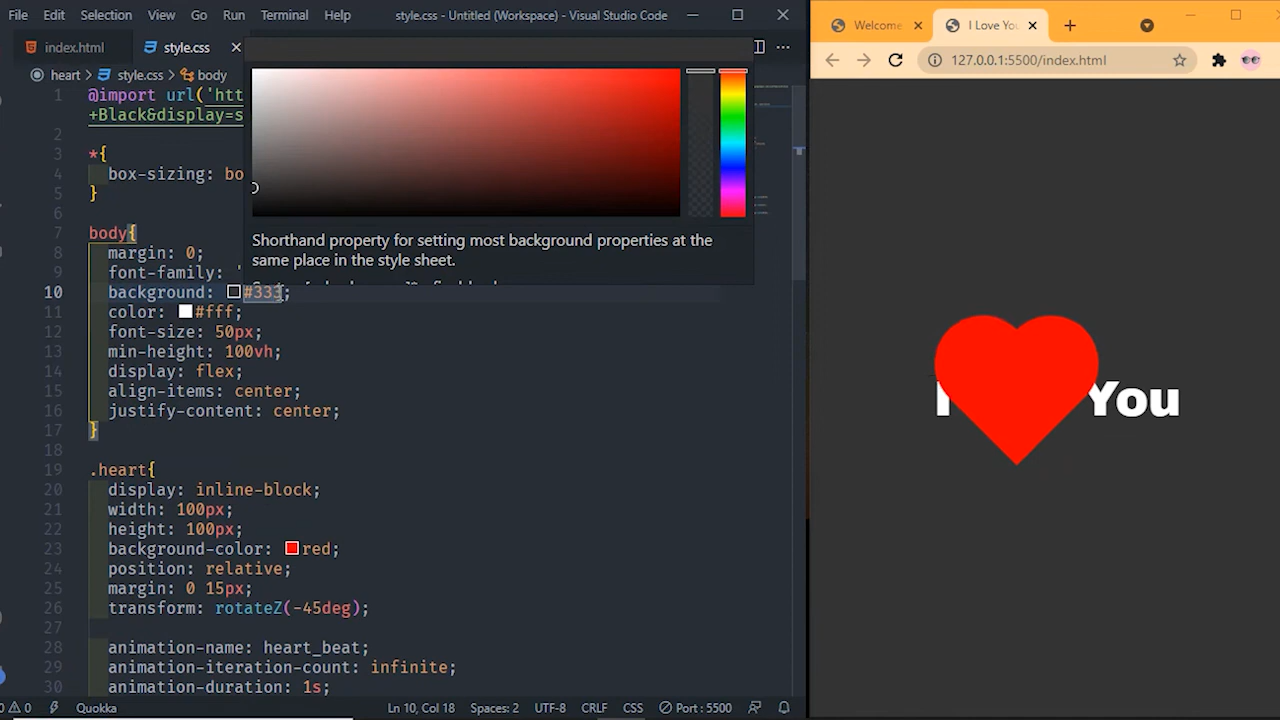 File Edit Selection View Go Run Terminal Help style.css - Untitled (Workspace) - Visual Studio Code
index.html style.css
heart > style.css > body
1 @import url('htt
+Black&display=s
2
3 *{
4 box-sizing: bo
5 }
6
7 body{
8 margin: 0;
9 font-family: '
10 background: #333;
11 color: #fff;
12 font-size: 50px;
13 min-height: 100vh;
14 display: flex;
15 align-items: center;
16 justify-content: center;
17 }
18
19 .heart{
20 display: inline-block;
21 width: 100px;
22 height: 100px;
23 background-color: red;
24 position: relative;
25 margin: 0 15px;
26 transform: rotateZ(-45deg);
27
28 animation-name: heart_beat;
29 animation-iteration-count: infinite;
30 animation-duration: 1s;
Shorthand property for setting most background properties at the
same place in the style sheet.
0 0 Quokka Ln 10, Col 18 Spaces: 2 UTF-8 CRLF CSS Port : 5500
Welcome I Love You
127.0.0.1:5500/index.html
I You